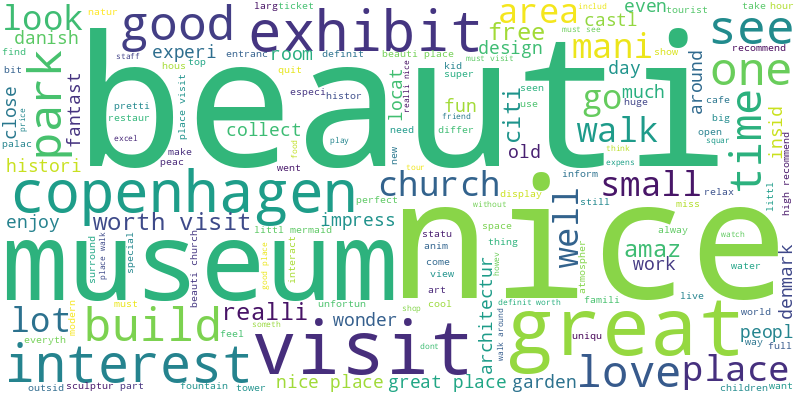 look
danish
natur
larg
ticket
good
exhibit
area
includ
tourist
take hour
even
must see
castl
see
find
bit
close
park
fantast
hous
staff
top
experi
entranc
room
definit
quit
beauti place
kid
super
must visit
free
design
mani
show
day
recommend
one
price
palac
histori
pretti
restaur
excel
place visit
especi
histor
collect
locat
realli nice
fun
citi
seen
use
go
much
huge
around
cafe
big
open
squar
time
insid
beauti
make
peac
went
food
play
need
friend
differ
new
old
walk
think
expens
high recommend
copenhagen
tour
church
display
inform
small
still
relax
miss
littl
enjoy
worth visit
perfect
impress
without
well
alway
watch
museum
nice
surround
place walk
special
beauti church
littl mermaid
good place
interact
statu
anim
come
view
art
space
thing
atmospher
amaz
work
water
denmark
lot
modern
must
everyth
build
realli
feel
someth
unfortun
wonder
shop
cool
dont
howev
architectur
definit worth
walk around
famili
uniqu
live
world
peopl
way
full
great
interest
outsid
sculptur part
fountain
tower
visit
nice place
great place
garden
love
place
children
want